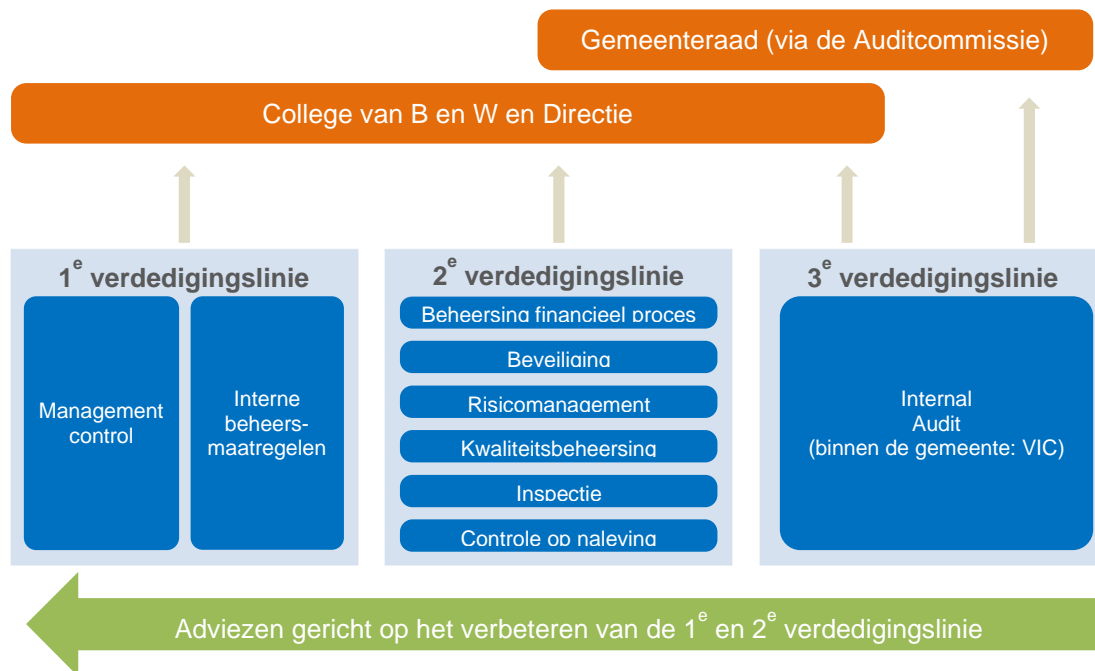 Gemeenteraad (via de Auditcommissie)
College van B en W en Directie
1e verdedigingslinie
Management
control
Interne
beheers-
maatregelen
2e verdedigingslinie
Beheersing financieel proces
Beveiliging
Risicomanagement
Kwaliteitsbeheersing
Inspectie
Controle op naleving
3e verdedigingslinie
Internal
Audit
(binnen de gemeente: VIC)
Adviezen gericht op het verbeteren van de 1e en 2e verdedigingslinie